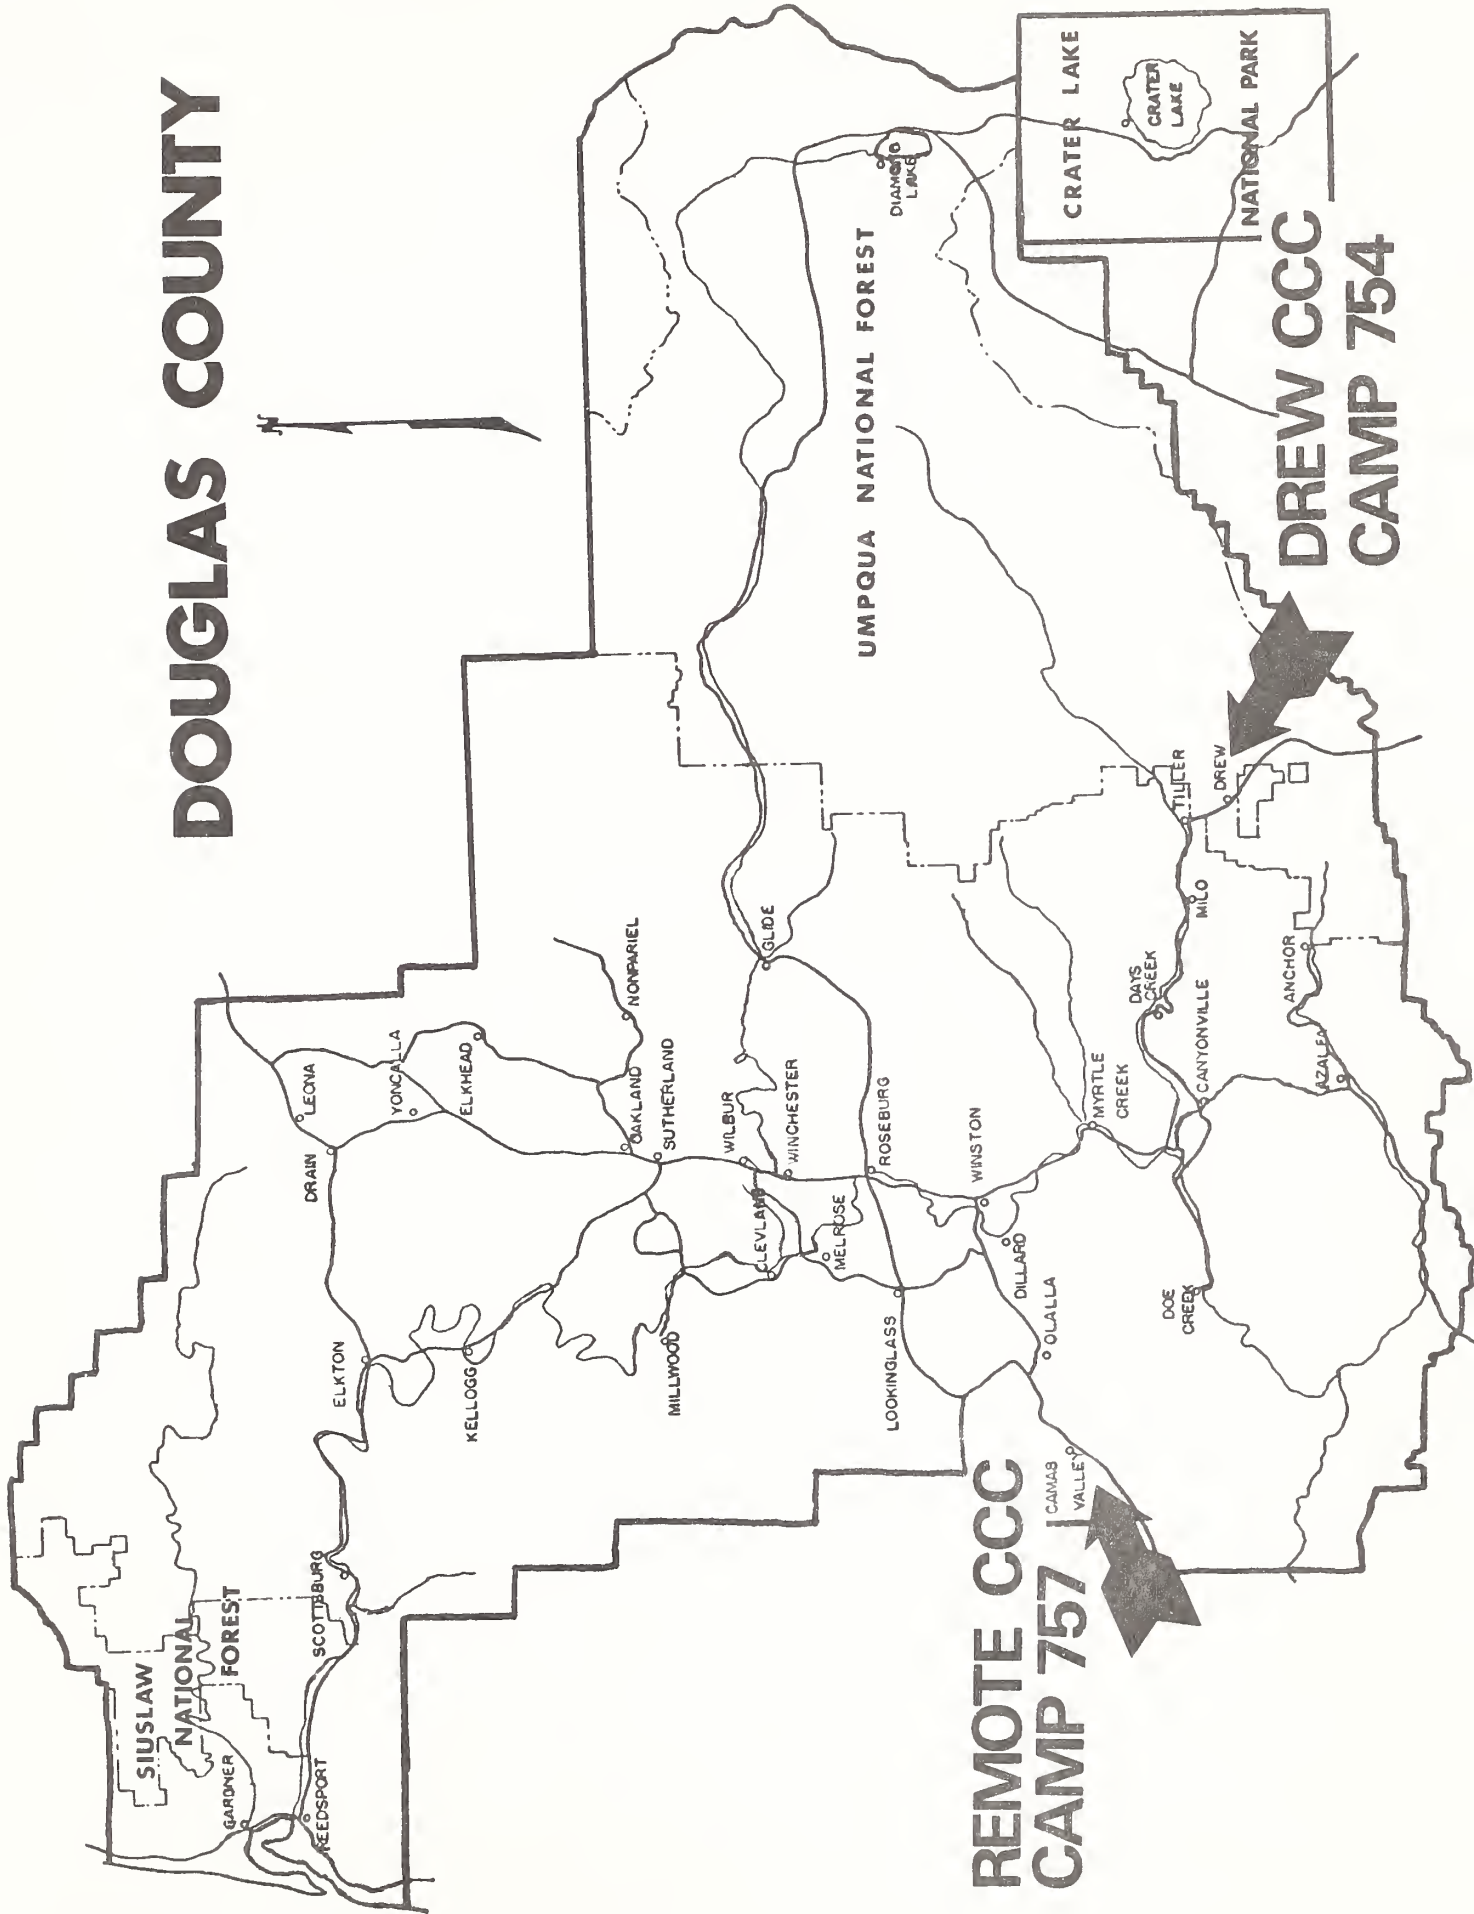 DOUGLAS COUNTY
N
SIUSLAW
NATIONAL
FOREST
GARDNER
REEDSPORT
SCOTTSBURG
ELKTON
DRAIN
LEONA
YONCALLA
ELKHEAD
KELLOGG
NONPARIEL
OAKLAND
SUTHERLAND
MILLWOOD
WILBUR
CLEVLAND
WINCHESTER
GLIDE
MELROSE
ROSEBURG
LOOKINGLASS
WINSTON
DILLARD
OLALLA
CAMAS
VALLEY
MYRTLE
CREEK
DAYS
CREEK
CANYONVILLE
MILO
TILLER
DREW
DOE
CREEK
ANCHOR
AZALEA
UMPQUA NATIONAL FOREST
DIAMOND
LAKE
CRATER LAKE
CRATER
LAKE
NATIONAL PARK
REMOTE CCC
CAMP 757
DREW CCC
CAMP 754